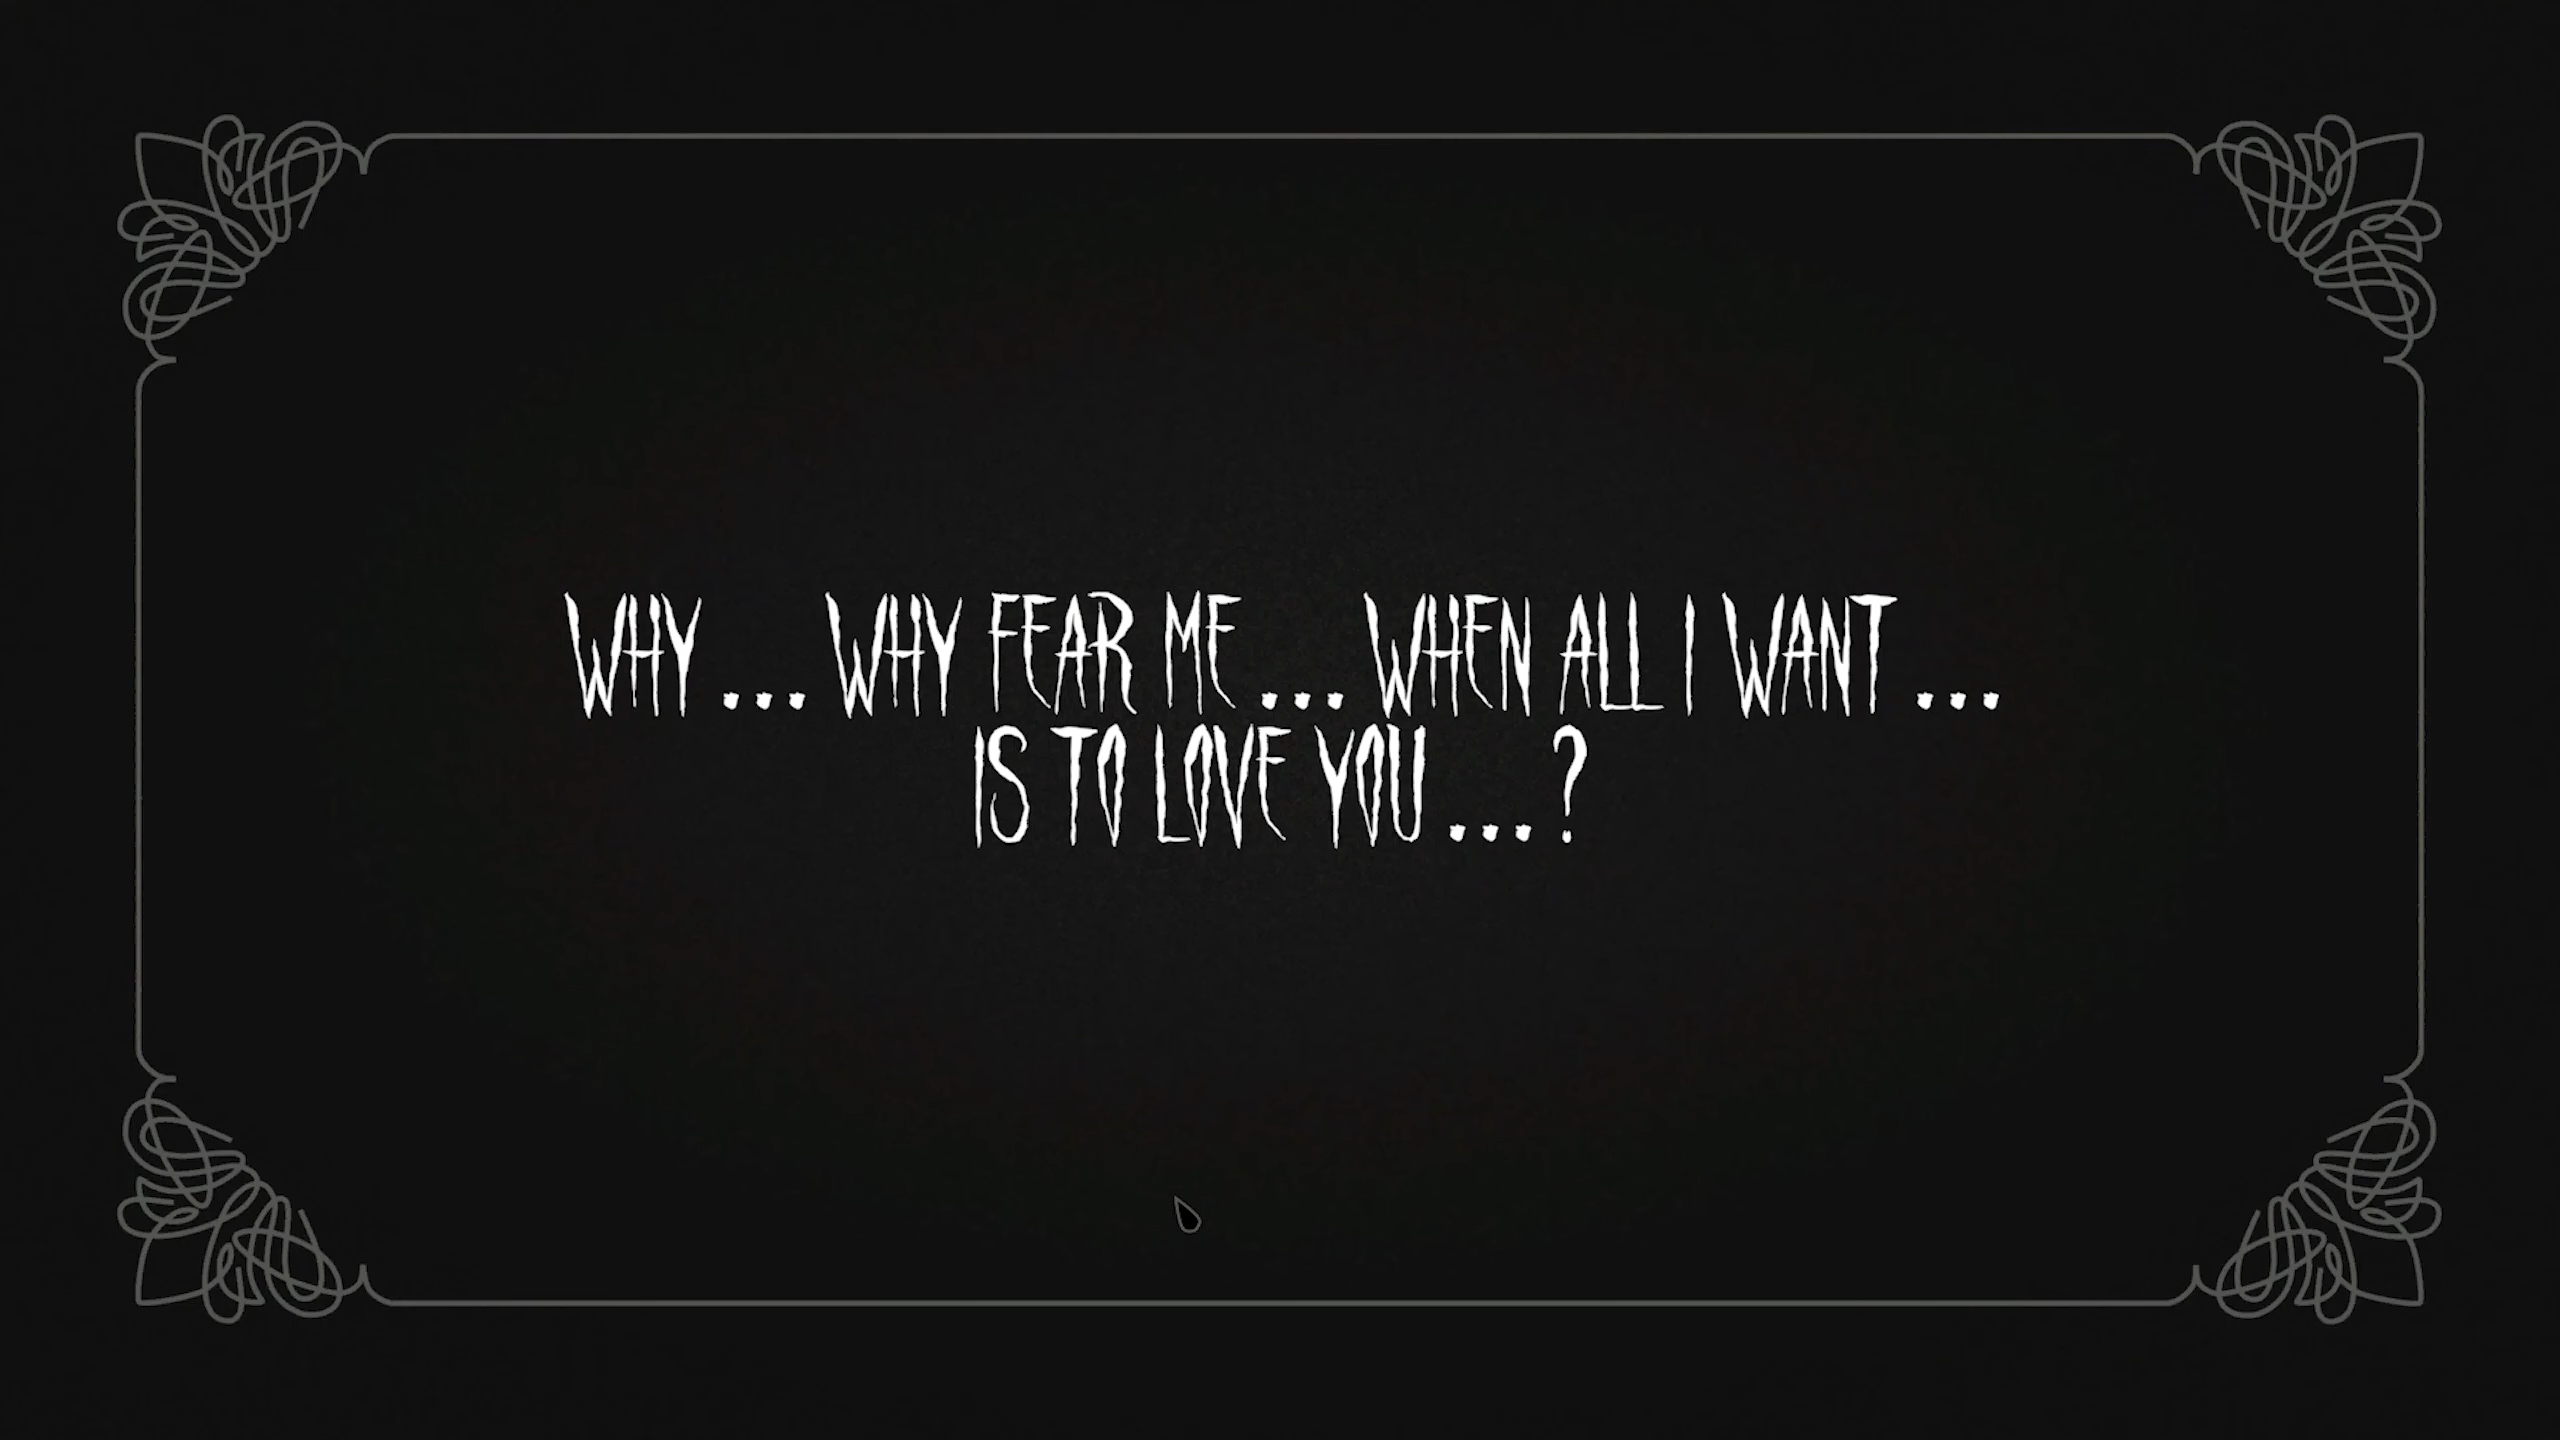 WHY ... WHY FEAR ME ... WHEN ALL I WANT ...
IS TO LOVE YOU ... ?